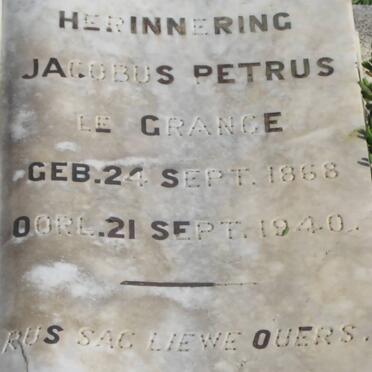 HERINNERING
JACOBUS PETRUS
LE GRANGE
GEB. 24 SEPT. 1868
OORL. 21 SEPT. 1940.
RUS SAG LIEWE OUERS.